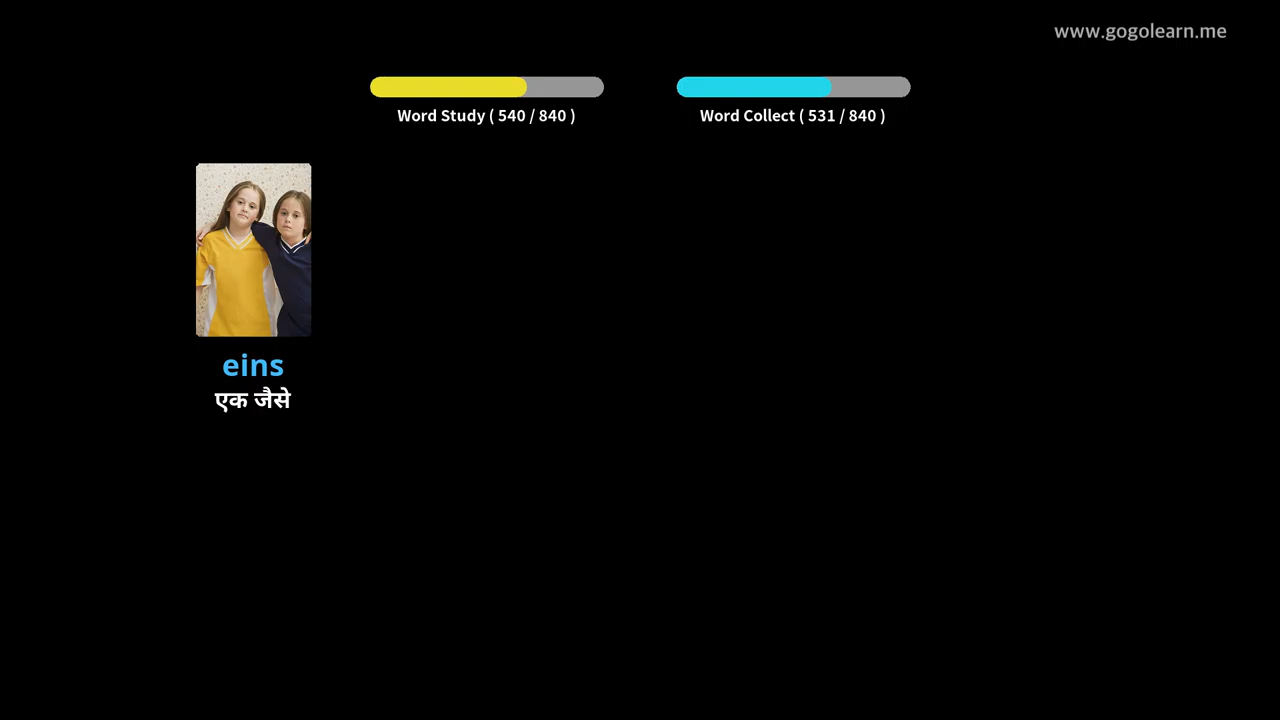 www.gogolearn.me
Word Study ( 540 / 840 )
Word Collect ( 531 / 840 )
eins
एक जैसे